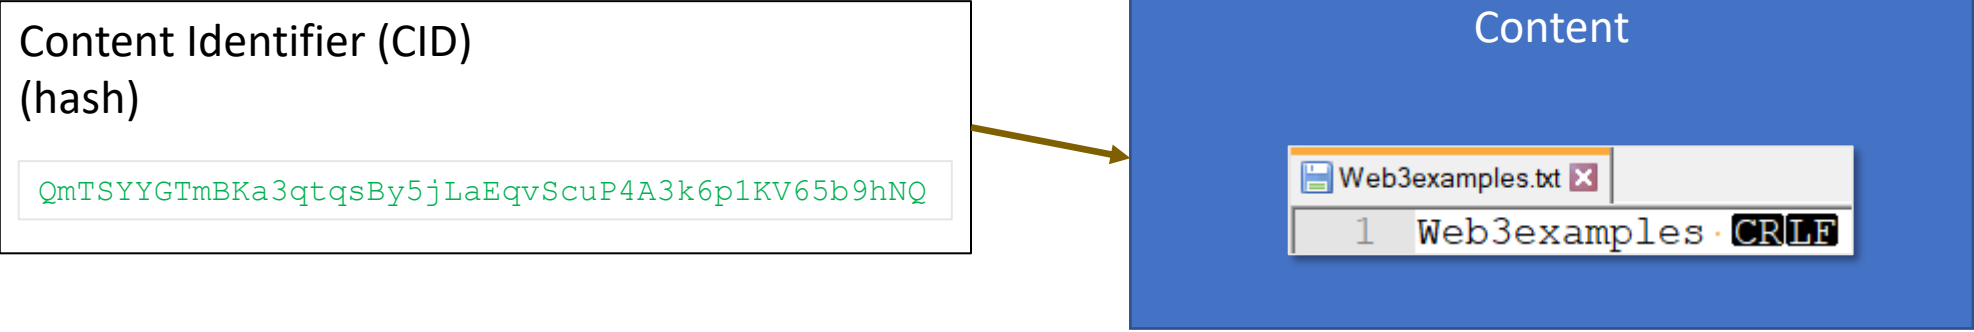 Content Identifier (CID)
(hash)
QmTSYYGTmBKa3qtqsBy5jLaEqvScuP4A3k6p1KV65b9hNQ
Content
Web3examples.txt
1 Web3examples· CRLF